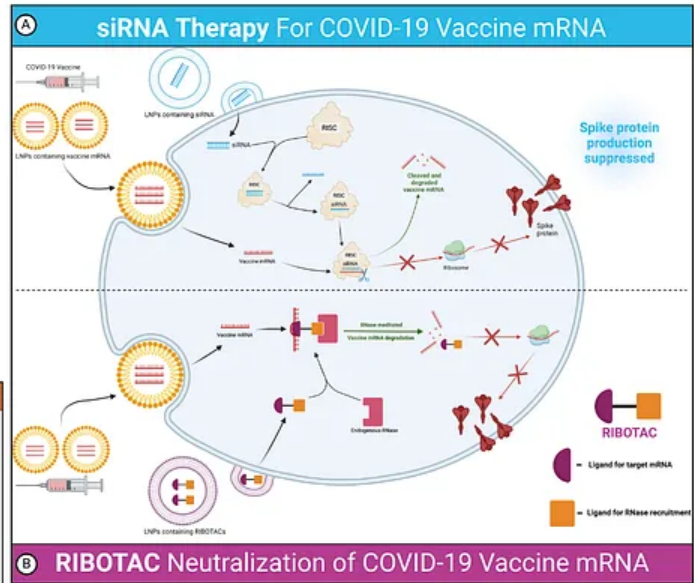 A
siRNA Therapy For COVID-19 Vaccine mRNA
COVID-19 Vaccine
LNPs containing siRNA
LNPs containing vaccine mRNA
siRNA
RISC
RISC
RISC
siRNA
Cleaved and
degraded
vaccine mRNA
Spike protein
production
suppressed
Spike
protein
Vaccine mRNA
RISC
siRNA
Ribosome
Vaccine mRNA
RNase mediated
Vaccine mRNA degradation
Endogenous RNase
LNPs containing RIBOTACs
RIBOTAC
- Ligand for target mRNA
- Ligand for RNase recruitment
B
RIBOTAC Neutralization of COVID-19 Vaccine mRNA